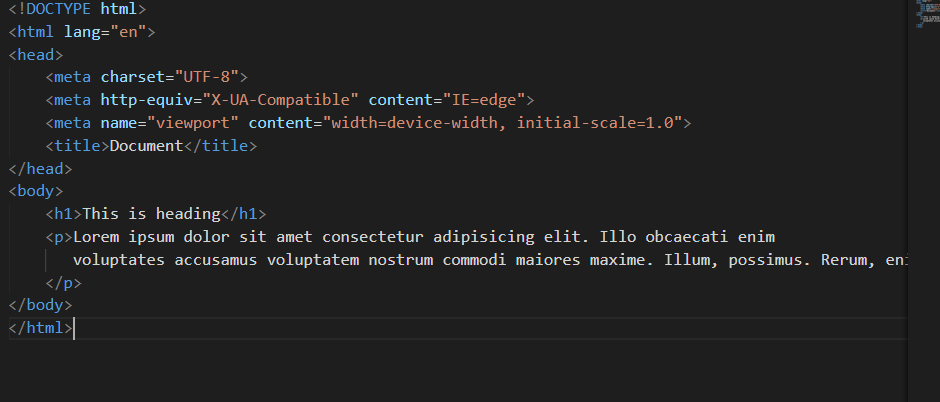 <!DOCTYPE html>
<html lang="en">
<head>
    <meta charset="UTF-8">
    <meta http-equiv="X-UA-Compatible" content="IE=edge">
    <meta name="viewport" content="width=device-width, initial-scale=1.0">
    <title>Document</title>
</head>
<body>
    <h1>This is heading</h1>
    <p>Lorem ipsum dolor sit amet consectetur adipisicing elit. Illo obcaecati enim
       voluptates accusamus voluptatem nostrum commodi maiores maxime. Illum, possimus. Rerum,
    </p>
</body>
</html>